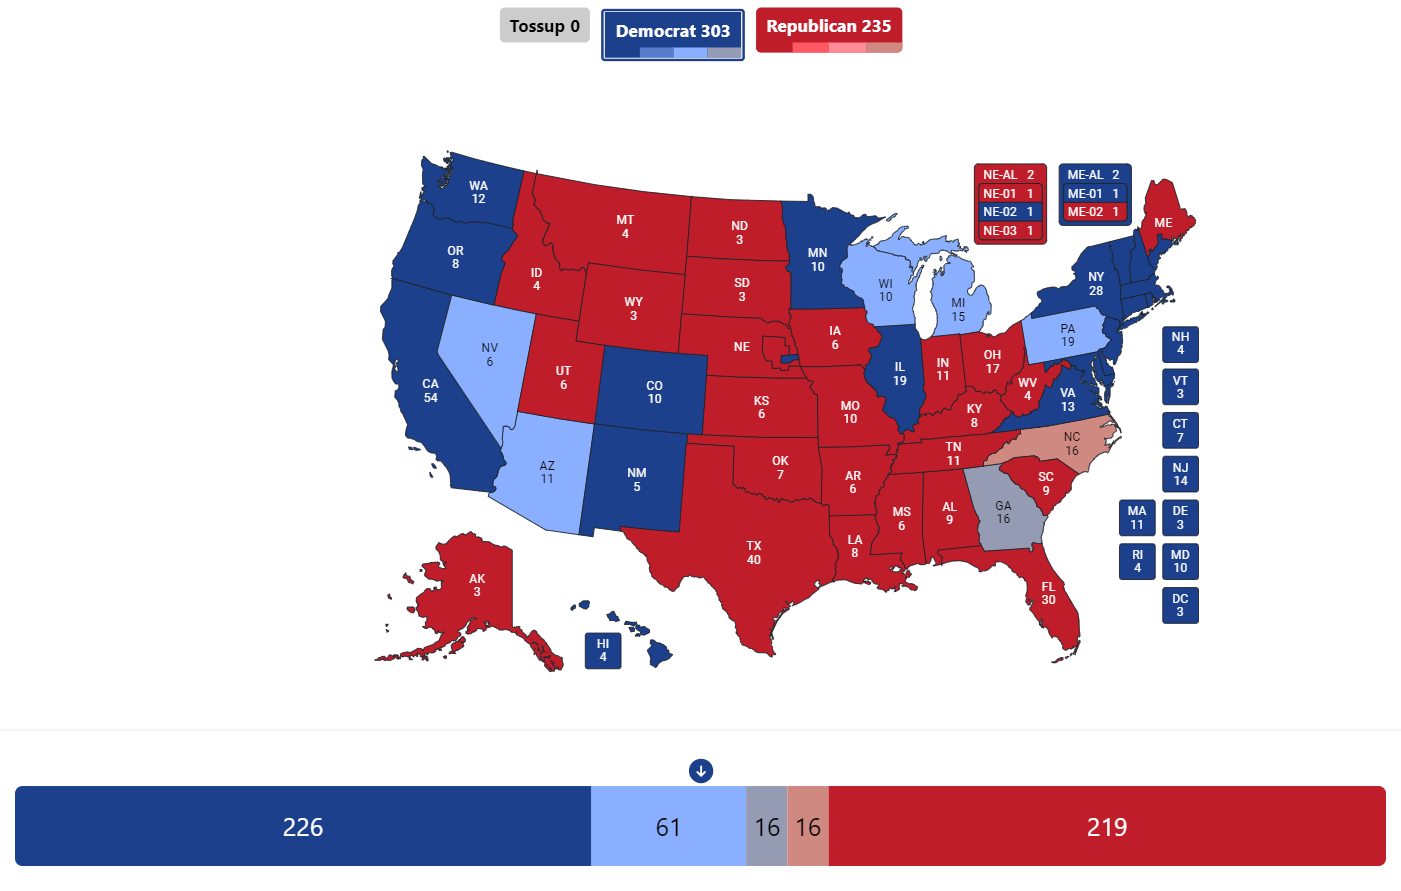 Tossup 0
Democrat 303
Republican 235
WA
12
OR
8
CA
54
NV
6
ID
4
MT
4
WY
3
UT
6
AZ
11
CO
10
NM
5
ND
3
SD
3
NE
KS
6
OK
7
TX
40
MN
10
IA
6
MO
10
AR
6
LA
8
WI
10
IL
19
MI
15
IN
11
OH
17
KY
8
TN
11
MS
6
AL
9
GA
16
FL
30
SC
9
NC
16
VA
13
WV
4
PA
19
NY
28
ME
NE-AL 2
NE-01 1
NE-02 1
NE-03 1
ME-AL 2
ME-01 1
ME-02 1
NH
4
VT
3
CT
7
NJ
14
MA
11
DE
3
RI
4
MD
10
DC
3
AK
3
HI
4
226
61
16
16
219